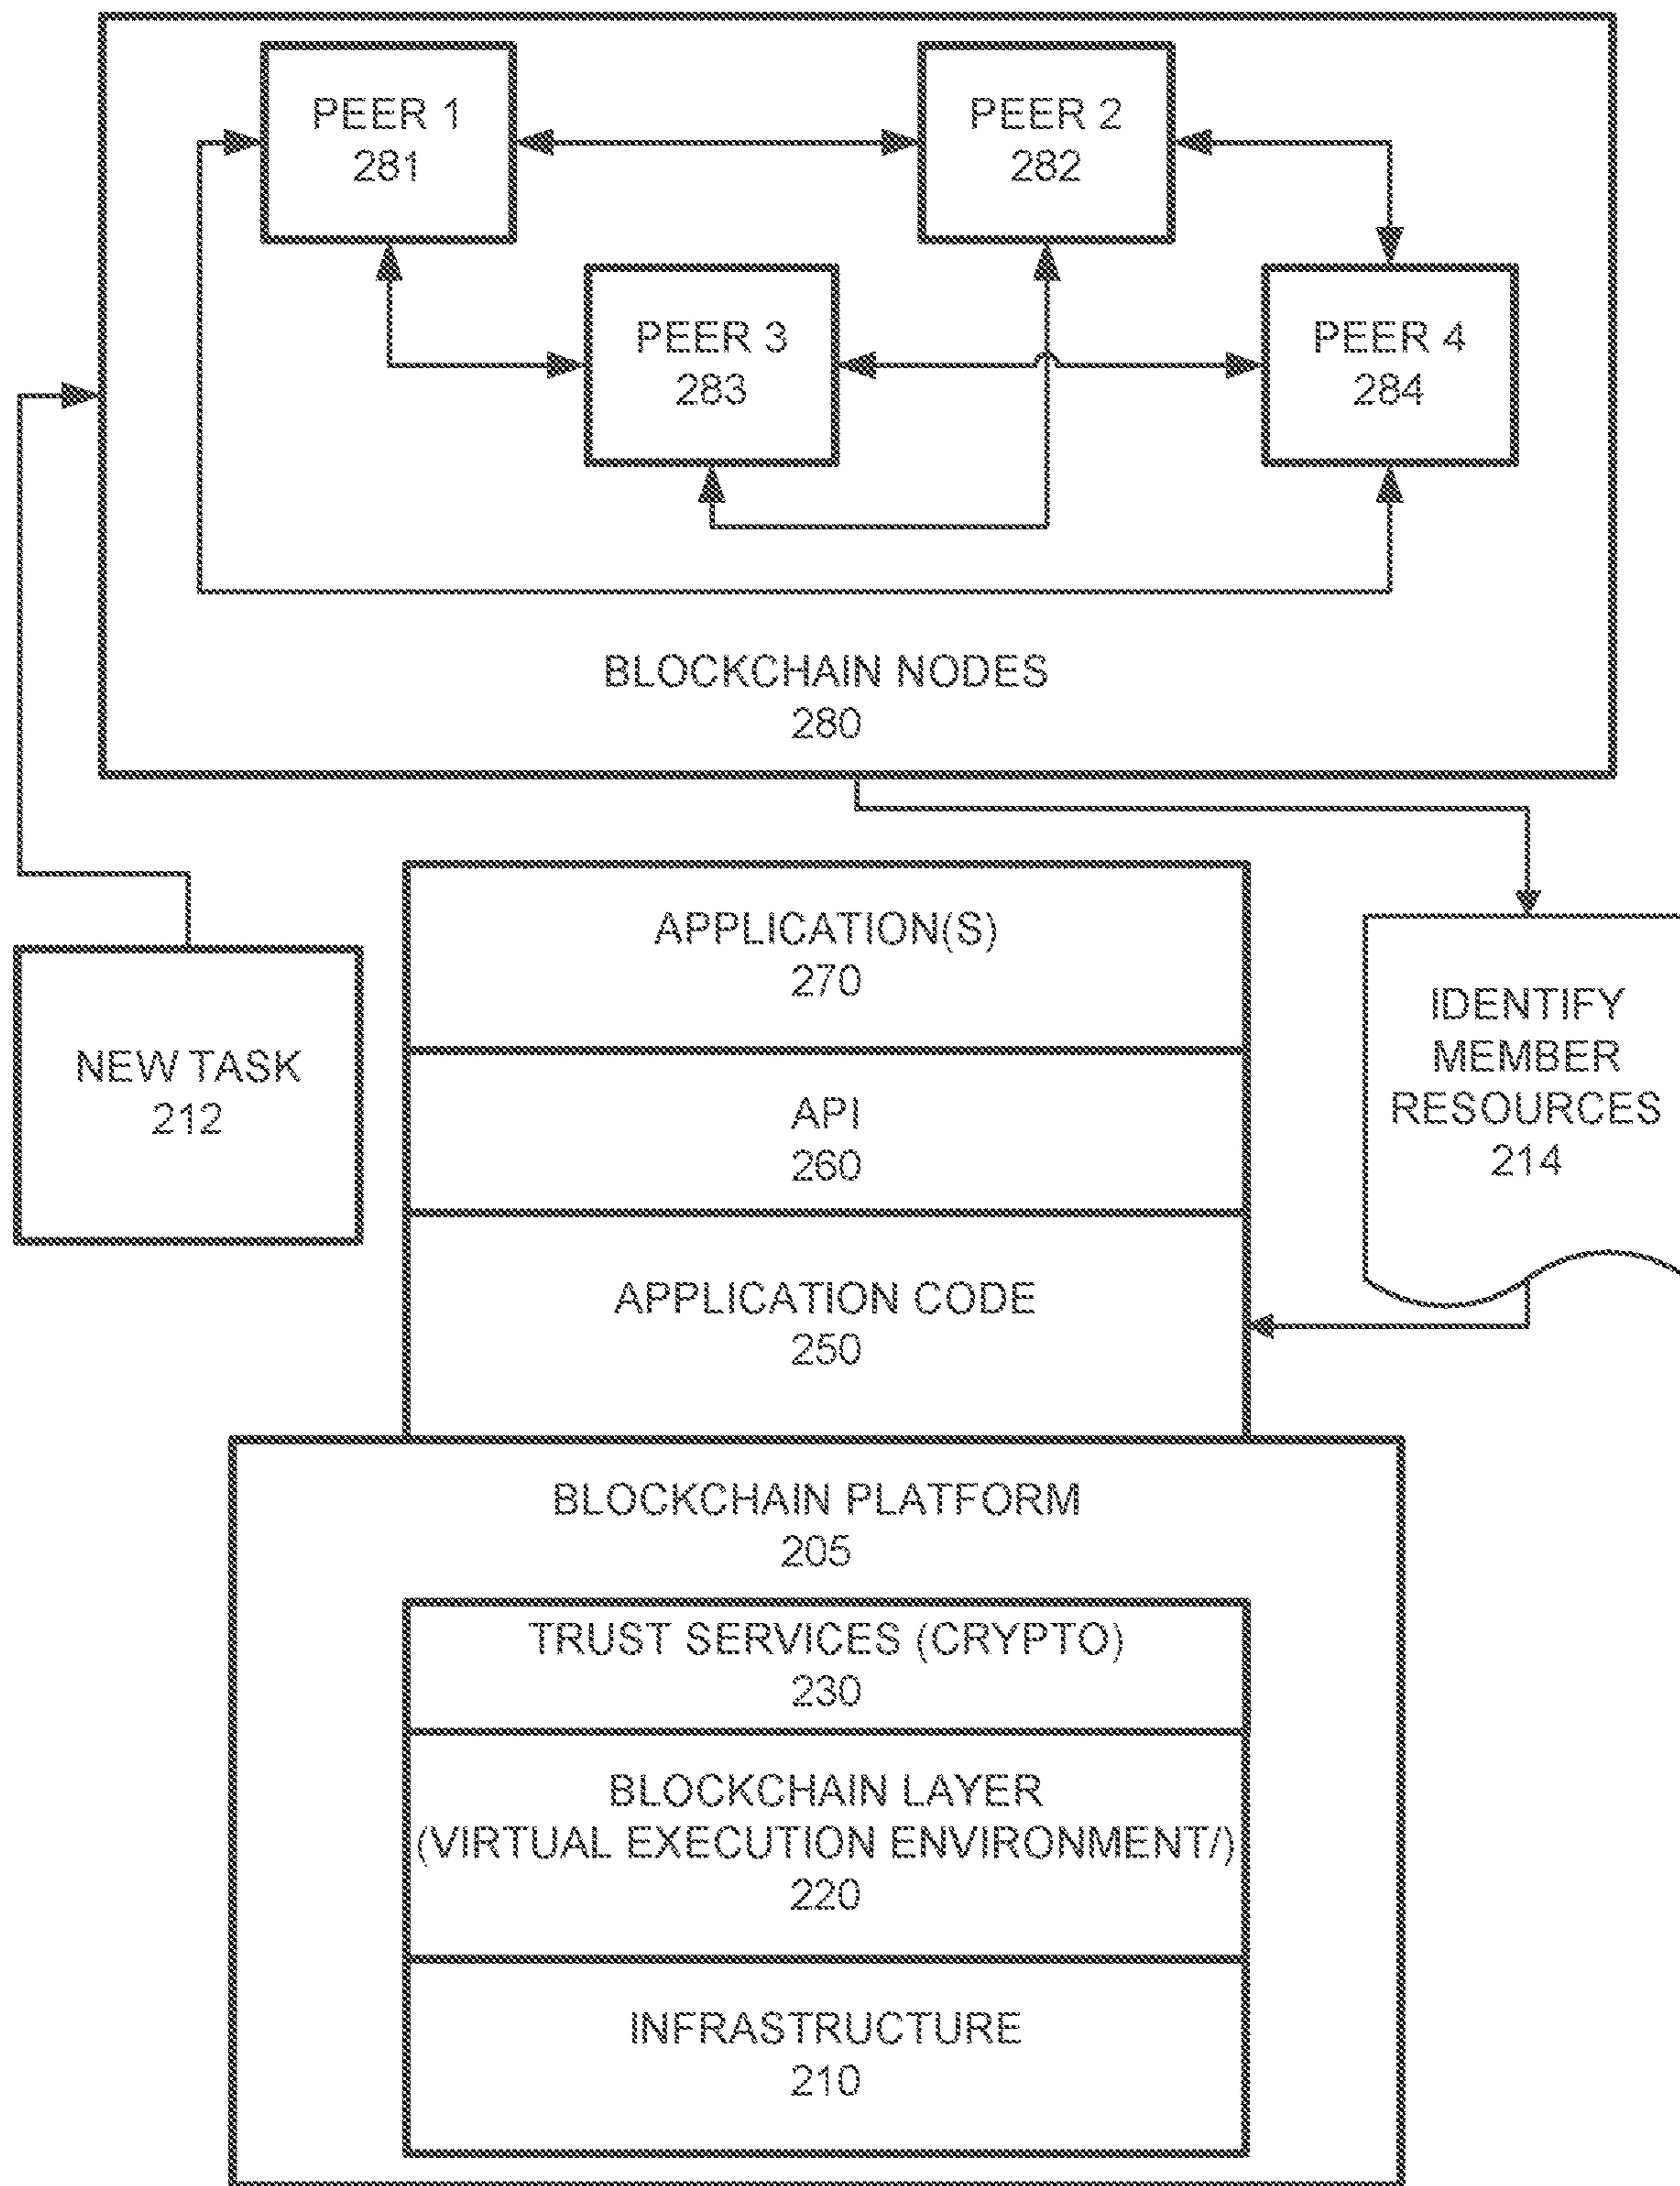 PEER 1
281
PEER 2
282
PEER 3
283
PEER 4
284
BLOCKCHAIN NODES
280
APPLICATION(S)
270
IDENTIFY
MEMBER
RESOURCES
214
NEW TASK
212
API
260
APPLICATION CODE
250
BLOCKCHAIN PLATFORM
205
TRUST SERVICES (CRYPTO)
230
BLOCKCHAIN LAYER
(VIRTUAL EXECUTION ENVIRONMENT/)
220
INFRASTRUCTURE
210